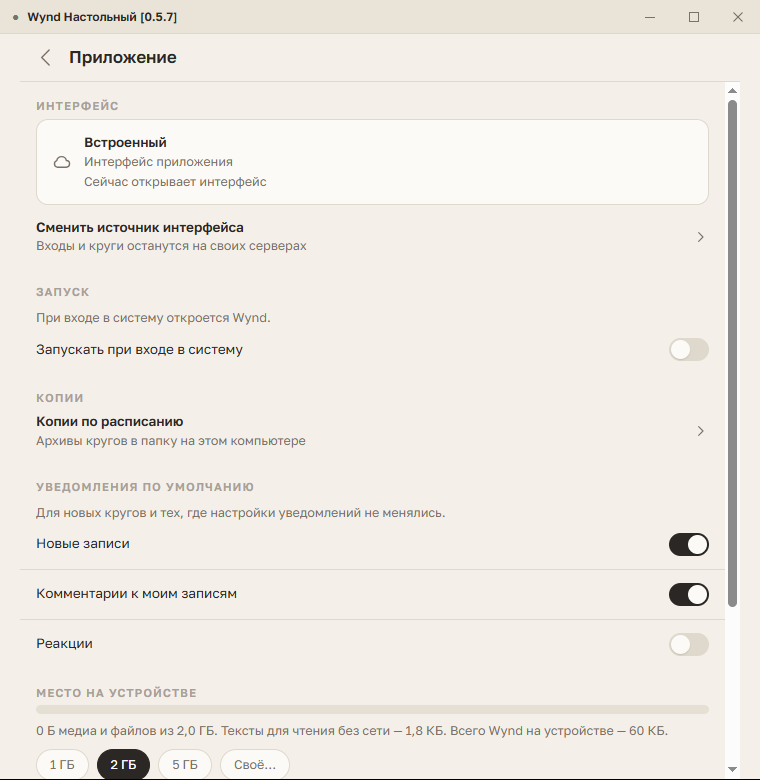 Wynd Настольный [0.5.7]
Приложение
ИНТЕРФЕЙС
Встроенный
Интерфейс приложения
Сейчас открывает интерфейс
Сменить источник интерфейса
Входы и круги останутся на своих серверах
ЗАПУСК
При входе в систему откроется Wynd.
Запускать при входе в систему
КОПИИ
Копии по расписанию
Архивы кругов в папку на этом компьютере
УВЕДОМЛЕНИЯ ПО УМОЛЧАНИЮ
Для новых кругов и тех, где настройки уведомлений не менялись.
Новые записи
Комментарии к моим записям
Реакции
МЕСТО НА УСТРОЙСТВЕ
0 Б медиа и файлов из 2,0 ГБ. Тексты для чтения без сети — 1,8 КБ. Всего Wynd на устройстве — 60 КБ.
1 ГБ 2 ГБ 5 ГБ Своё...